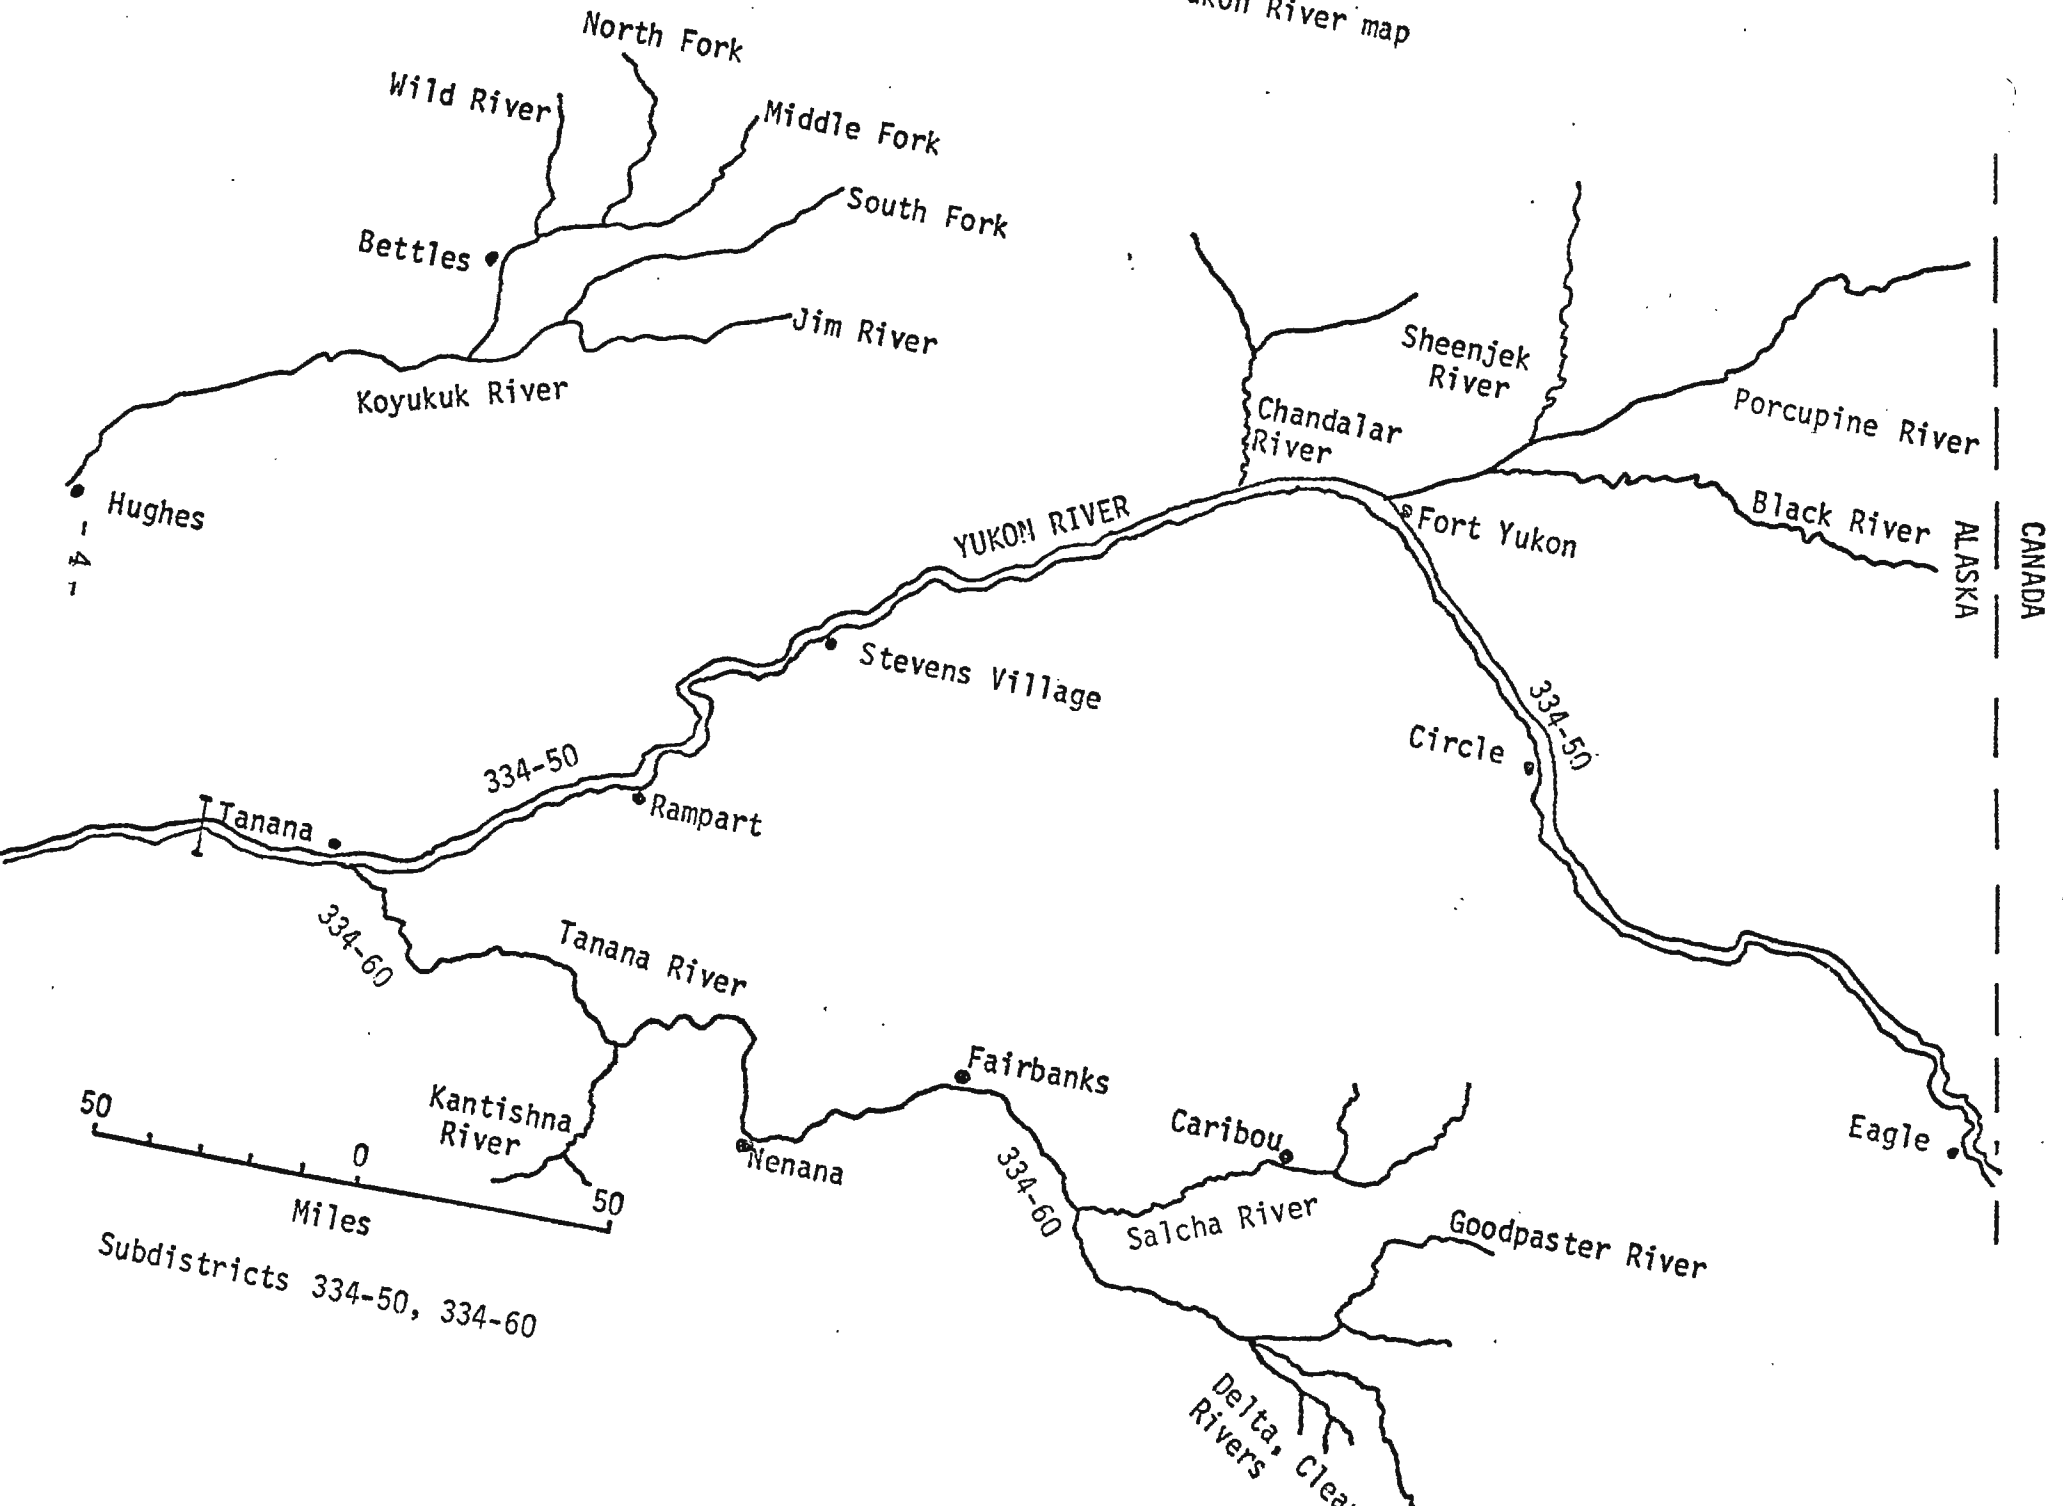 River map
North Fork
Wild River
Middle Fork
South Fork
Bettles
Jim River
Koyukuk River
Hughes
- 4 -
Sheenjek
River
Chandalar
River
Porcupine River
Black River
Fort Yukon
YUKON RIVER
ALASKA
CANADA
Stevens Village
334-50
Circle
334-50
Rampart
Tanana
334-60
Tanana River
Fairbanks
Kantishna
River
Nenana
Caribou
Eagle
334-60
Salcha River
Goodpaster River
50
0
50
Miles
Subdistricts 334-50, 334-60
Delta, Clea
Rivers